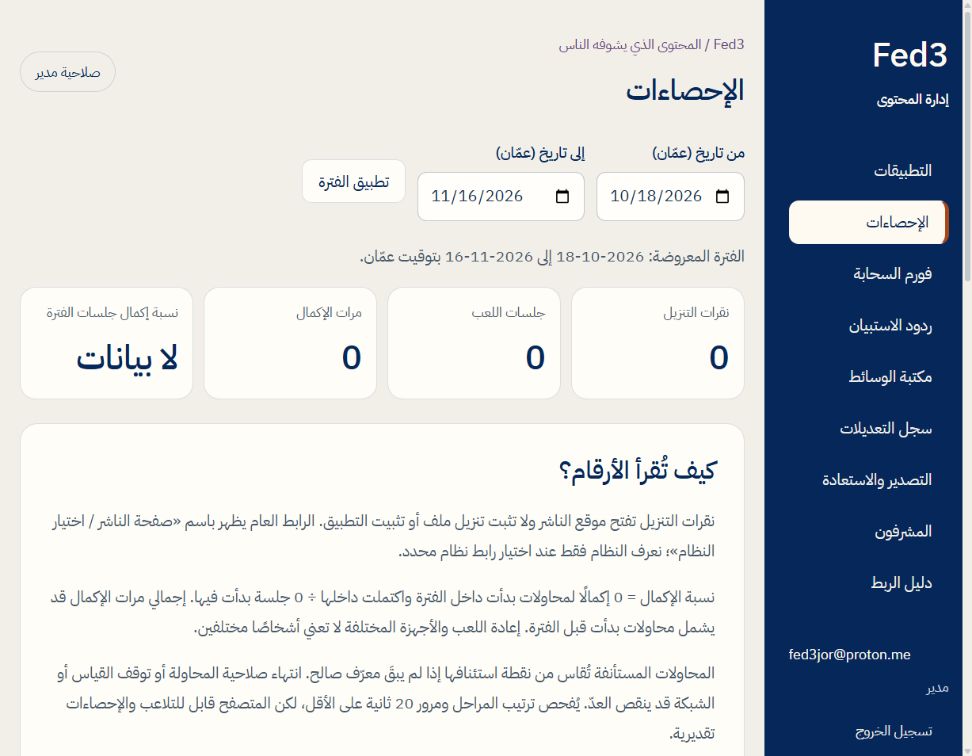 Fed3
إدارة المحتوى
التطبيقات
الإحصاءات
فورم السحابة
ردود الاستبيان
مكتبة الوسائط
سجل التعديلات
التصدير والاستعادة
المشرفون
دليل الربط
fed3jor@proton.me
مدير
تسجيل الخروج
Fed3 / المحتوى الذي يشوفه الناس
الإحصاءات
صلاحية مدير
من تاريخ (عمّان)
10/18/2026
إلى تاريخ (عمّان)
11/16/2026
تطبيق الفترة
الفترة المعروضة: 2026-10-18 إلى 2026-11-16 بتوقيت عمّان.
نقرات التنزيل
0
جلسات اللعب
0
مرات الإكمال
0
نسبة إكمال جلسات الفترة
لا بيانات
كيف تُقرأ الأرقام؟
نقرات التنزيل تفتح موقع الناشر ولا تثبت تنزيل ملف أو تثبيت التطبيق. الرابط العام يظهر باسم «صفحة الناشر / اختيار
النظام»؛ نعرف النظام فقط عند اختيار رابط نظام محدد.
نسبة الإكمال = 0 إكمالًا لمحاولات بدأت داخل الفترة واكتملت داخلها ÷ 0 جلسة بدأت فيها. إجمالي مرات الإكمال قد
يشمل محاولات بدأت قبل الفترة. إعادة اللعب والأجهزة المختلفة لا تعني أشخاصًا مختلفين.
المحاولات المستأنفة تُقاس من نقطة استئنافها إذا لم يبقَ معرّف صالح. انتهاء صلاحية المحاولة أو توقف القياس أو
الشبكة قد ينقص العدّ. يُفحص ترتيب المراحل ومرور 20 ثانية على الأقل، لكن المتصفح قابل للتلاعب والإحصاءات
تقديرية.